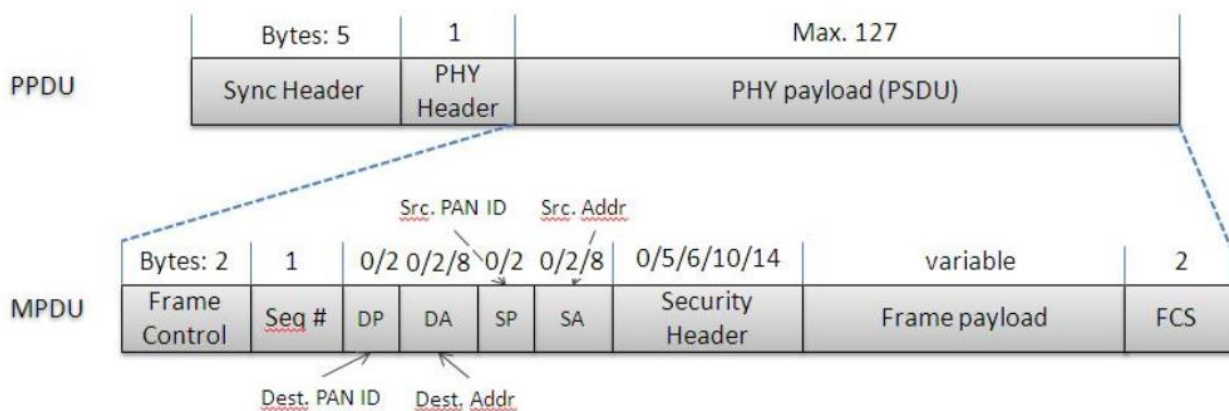 Bytes: 5 1 Max. 127
PPDU Sync Header PHY Header PHY payload (PSDU)
Src. PAN ID Src. Addr
Bytes: 2 1 0/2 0/2/8 0/2 0/2/8 0/5/6/10/14 variable 2
MPDU Frame Control Seq # DP DA SP SA Security Header Frame payload FCS
Dest. PAN ID Dest. Addr